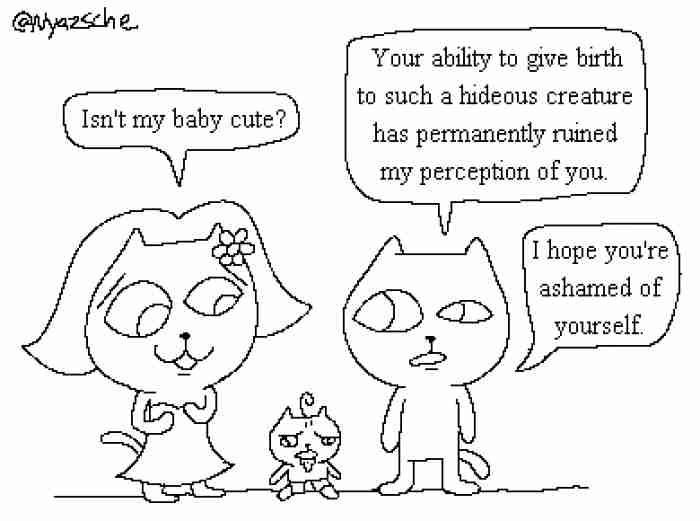 @nyazsche
Isn't my baby cute?
Your ability to give birth
to such a hideous creature
has permanently ruined
my perception of you.
I hope you're
ashamed of
yourself.